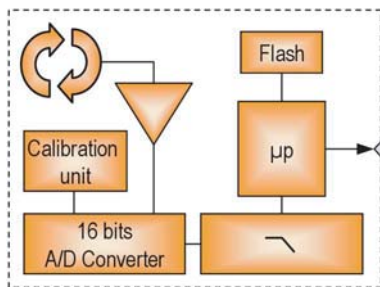 Flash
Calibration
unit
µp
16 bits
A/D Converter